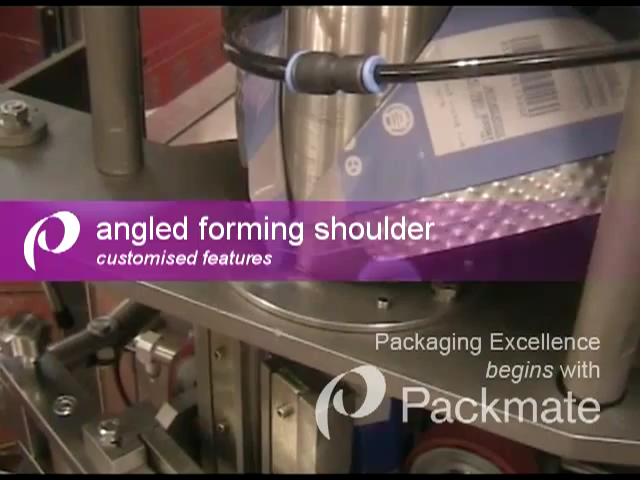 angled forming shoulder
customised features
Packaging Excellence
begins with
Packmate